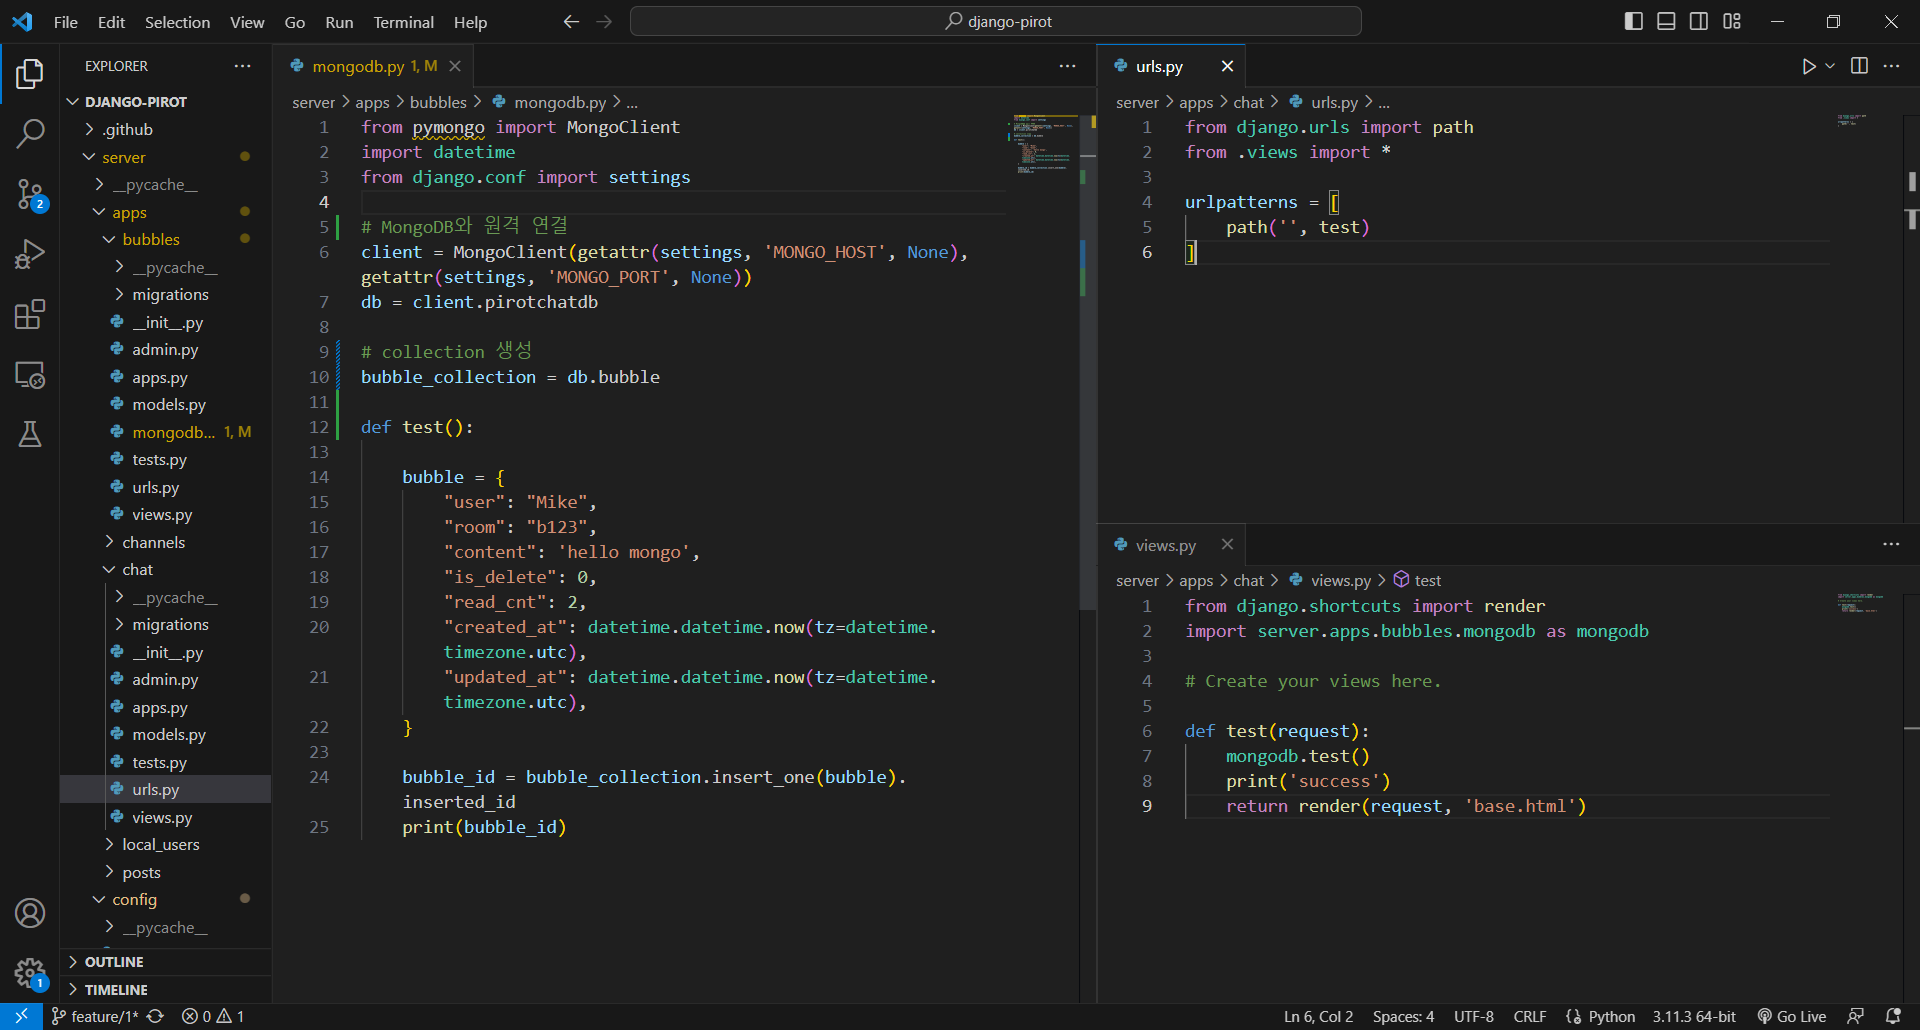 File Edit Selection View Go Run Terminal Help
django-pirot
EXPLORER
DJANGO-PIROT
.github
server
__pycache__
apps
bubbles
__pycache__
migrations
__init__.py
admin.py
apps.py
models.py
mongodb... 1, M
tests.py
urls.py
views.py
channels
chat
__pycache__
migrations
__init__.py
admin.py
apps.py
models.py
tests.py
urls.py
views.py
local_users
posts
config
__pycache__
OUTLINE
TIMELINE
2
1
mongodb.py 1, M
server > apps > bubbles > mongodb.py > ...
1 from pymongo import MongoClient
2 import datetime
3 from django.conf import settings
4
5 # MongoDB와 원격 연결
6 client = MongoClient(getattr(settings, 'MONGO_HOST', None),
getattr(settings, 'MONGO_PORT', None))
7 db = client.pirotchatdb
8
9 # collection 생성
10 bubble_collection = db.bubble
11
12 def test():
13
14 bubble = {
15 "user": "Mike",
16 "room": "b123",
17 "content": 'hello mongo',
18 "is_delete": 0,
19 "read_cnt": 2,
20 "created_at": datetime.datetime.now(tz=datetime.
timezone.utc),
21 "updated_at": datetime.datetime.now(tz=datetime.
timezone.utc),
22 }
23
24 bubble_id = bubble_collection.insert_one(bubble).
inserted_id
25 print(bubble_id)
urls.py
server > apps > chat > urls.py > ...
1 from django.urls import path
2 from .views import *
3
4 urlpatterns = [
5 path('', test)
6 ]
views.py
server > apps > chat > views.py > test
1 from django.shortcuts import render
2 import server.apps.bubbles.mongodb as mongodb
3
4 # Create your views here.
5
6 def test(request):
7 mongodb.test()
8 print('success')
9 return render(request, 'base.html')
feature/1* 0 1 Ln 6, Col 2 Spaces: 4 UTF-8 CRLF Python 3.11.3 64-bit Go Live